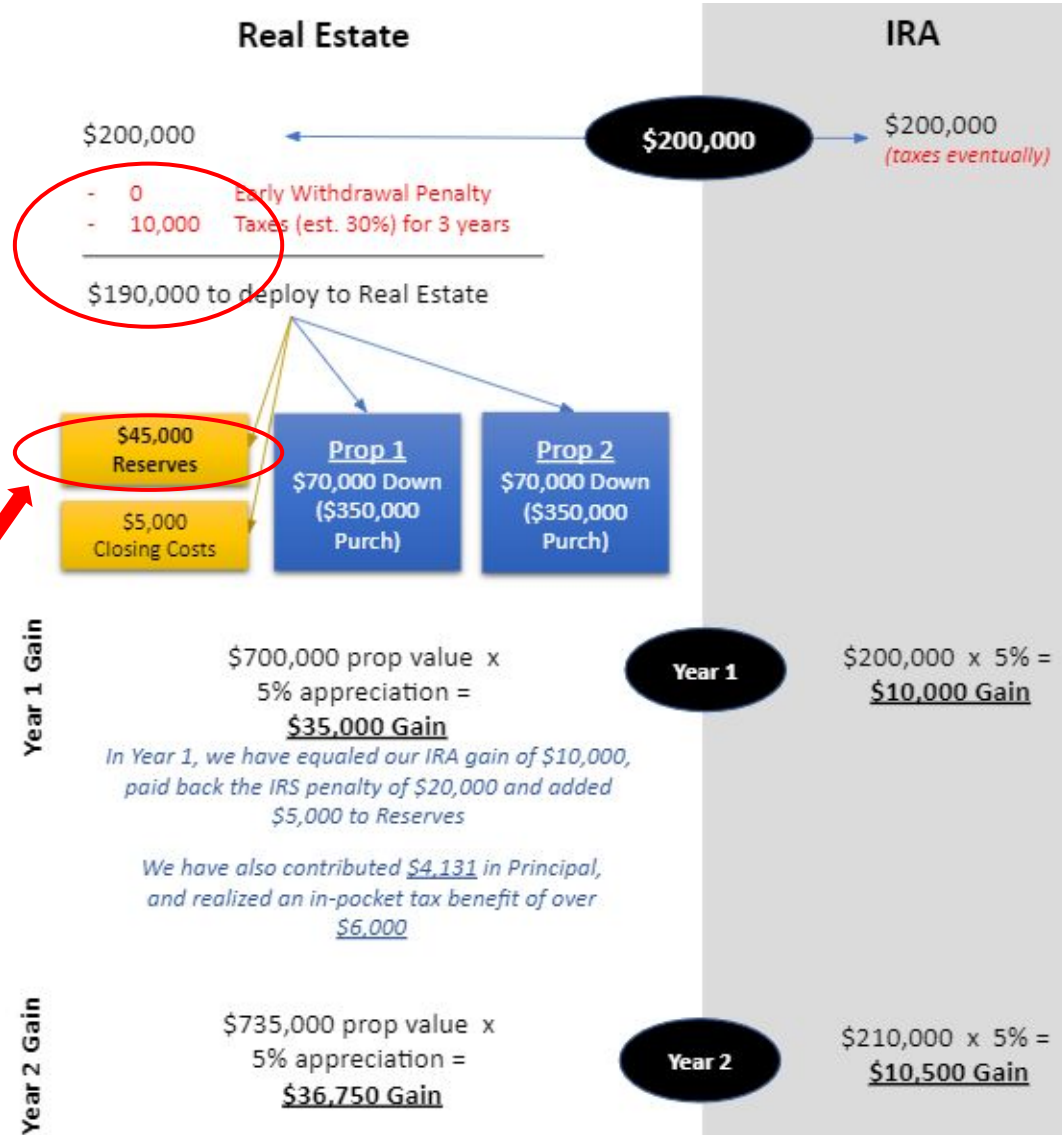 Real Estate
IRA
$200,000
$200,000
$200,000
(taxes eventually)
- 0 Early Withdrawal Penalty
- 10,000 Taxes (est. 30%) for 3 years
$190,000 to deploy to Real Estate
$45,000
Reserves
$5,000
Closing Costs
Prop 1
$70,000 Down
($350,000
Purch)
Prop 2
$70,000 Down
($350,000
Purch)
Year 1 Gain
$700,000 prop value x
5% appreciation =
$35,000 Gain
In Year 1, we have equaled our IRA gain of $10,000,
paid back the IRS penalty of $20,000 and added
$5,000 to Reserves
We have also contributed $4,131 in Principal,
and realized an in-pocket tax benefit of over
$6,000
Year 1
$200,000 x 5% =
$10,000 Gain
Year 2 Gain
$735,000 prop value x
5% appreciation =
$36,750 Gain
Year 2
$210,000 x 5% =
$10,500 Gain